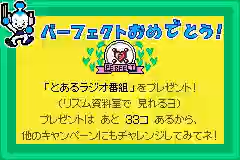 パーフェクトおめでとう!
PERFECT
「とあるラジオ番組」をプレゼント!
(リズム資料室で 見れるヨ)
プレゼントは あと 33コ あるから、
他のキャンペーンにもチャレンジしてみてネ!